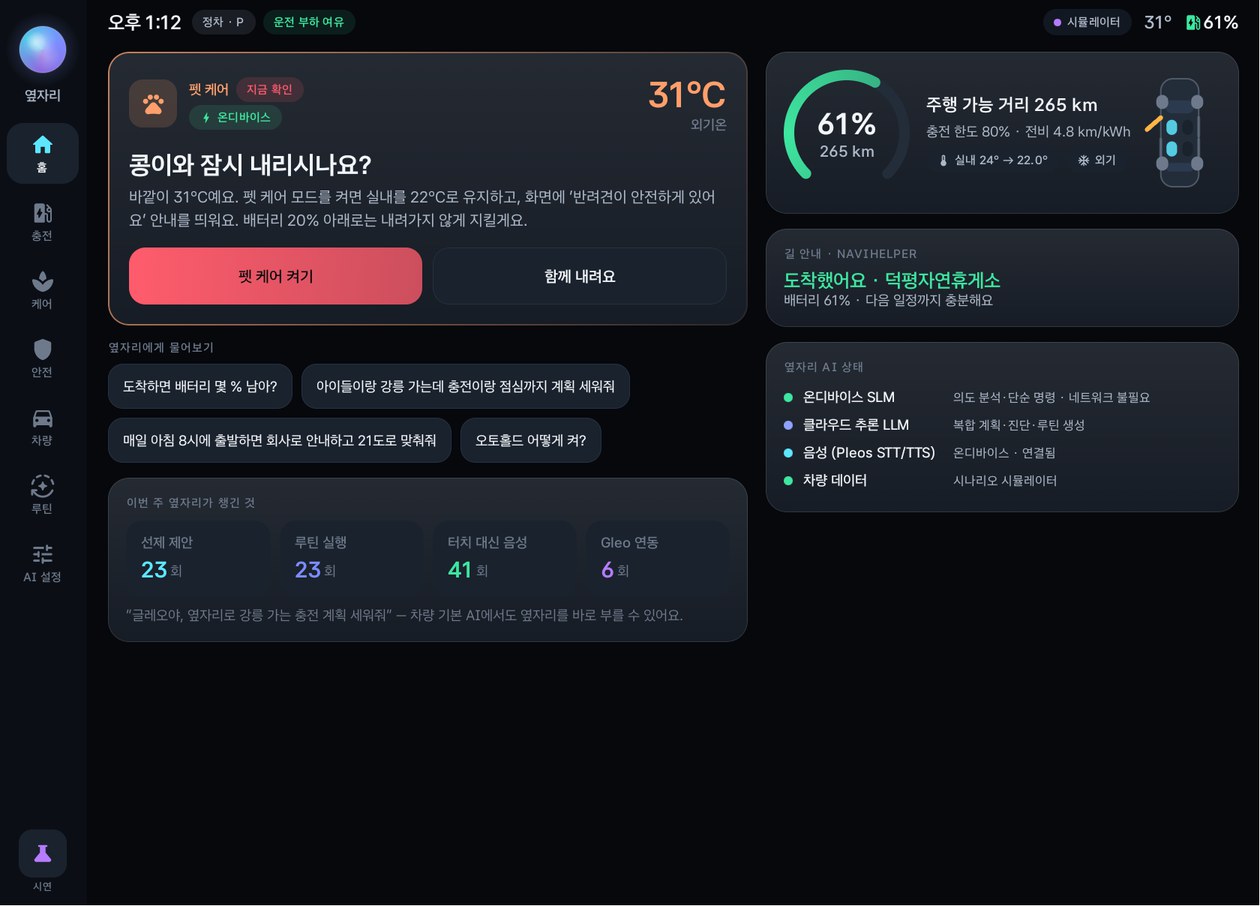 오후 1:12
정차 · P
운전 부하 여유
시뮬레이터
31°
61%
옆자리
홈
충전
케어
안전
차량
루틴
AI 설정
시연
펫 케어
지금 확인
온디바이스
31°C
외기온
콩이와 잠시 내리시나요?
바깥이 31°C예요. 펫 케어 모드를 켜면 실내를 22°C로 유지하고, 화면에 ‘반려견이 안전하게 있어
요’ 안내를 띄워요. 배터리 20% 아래로는 내려가지 않게 지킬게요.
펫 케어 켜기
함께 내려요
옆자리에게 물어보기
도착하면 배터리 몇 % 남아?
아이들이랑 강릉 가는데 충전이랑 점심까지 계획 세워줘
매일 아침 8시에 출발하면 회사로 안내하고 21도로 맞춰줘
오토홀드 어떻게 켜?
이번 주 옆자리가 챙긴 것
선제 제안
23 회
루틴 실행
23 회
터치 대신 음성
41 회
Gleo 연동
6 회
“글레오야, 옆자리로 강릉 가는 충전 계획 세워줘” — 차량 기본 AI에서도 옆자리를 바로 부를 수 있어요.
61%
265 km
주행 가능 거리 265 km
충전 한도 80% · 전비 4.8 km/kWh
실내 24° → 22.0°
외기
길 안내 · NAVIHELPER
도착했어요 · 덕평자연휴게소
배터리 61% · 다음 일정까지 충분해요
옆자리 AI 상태
온디바이스 SLM
의도 분석·단순 명령 · 네트워크 불필요
클라우드 추론 LLM
복합 계획·진단·루틴 생성
음성 (Pleos STT/TTS)
온디바이스 · 연결됨
차량 데이터
시나리오 시뮬레이터